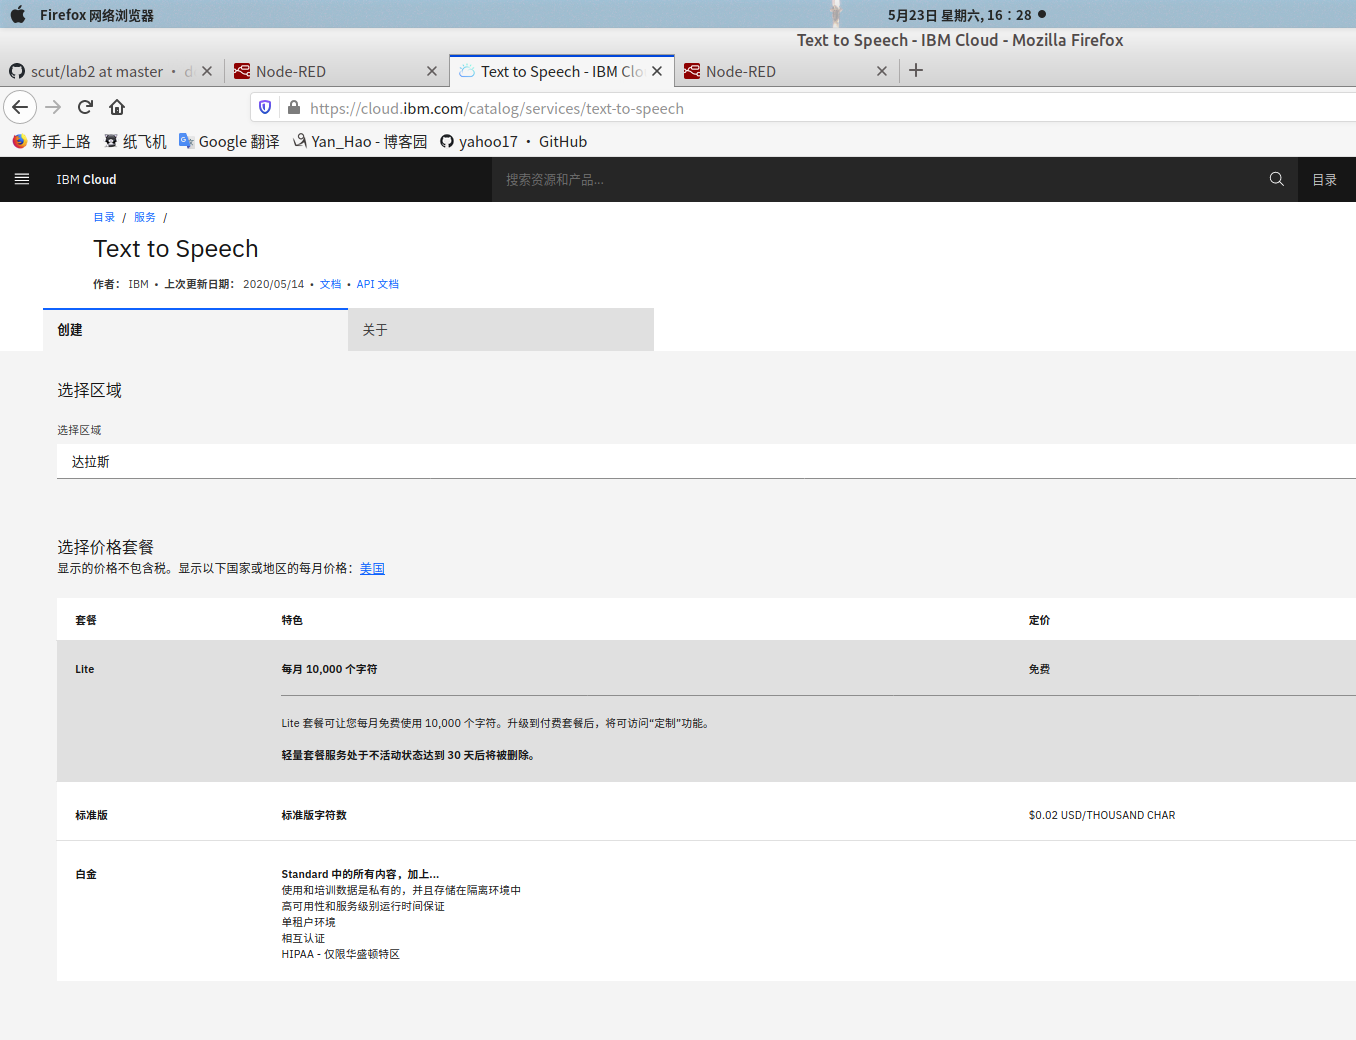 Firefox 网络浏览器
5月23日 星期六, 16：28
Text to Speech - IBM Cloud - Mozilla Firefox
scut/lab2 at master · d
Node-RED
Text to Speech - IBM Clo
Node-RED
https://cloud.ibm.com/catalog/services/text-to-speech
新手上路
纸飞机
Google 翻译
Yan_Hao - 博客园
yahoo17 · GitHub
IBM Cloud
搜索资源和产品...
目录
目录 / 服务 /
Text to Speech
作者： IBM • 上次更新日期： 2020/05/14 • 文档 • API 文档
创建
关于
选择区域
选择区域
达拉斯
选择价格套餐
显示的价格不包含税。显示以下国家或地区的每月价格：美国
套餐 特色 定价
Lite 每月 10,000 个字符 免费
Lite 套餐可让您每月免费使用 10,000 个字符。升级到付费套餐后，将可访问“定制”功能。
轻量套餐服务处于不活动状态达到 30 天后将被删除。
标准版 标准版字符数 $0.02 USD/THOUSAND CHAR
白金 Standard 中的所有内容，加上...
使用和培训数据是私有的，并且存储在隔离环境中
高可用性和服务级别运行时间保证
单租户环境
相互认证
HIPAA - 仅限华盛顿特区